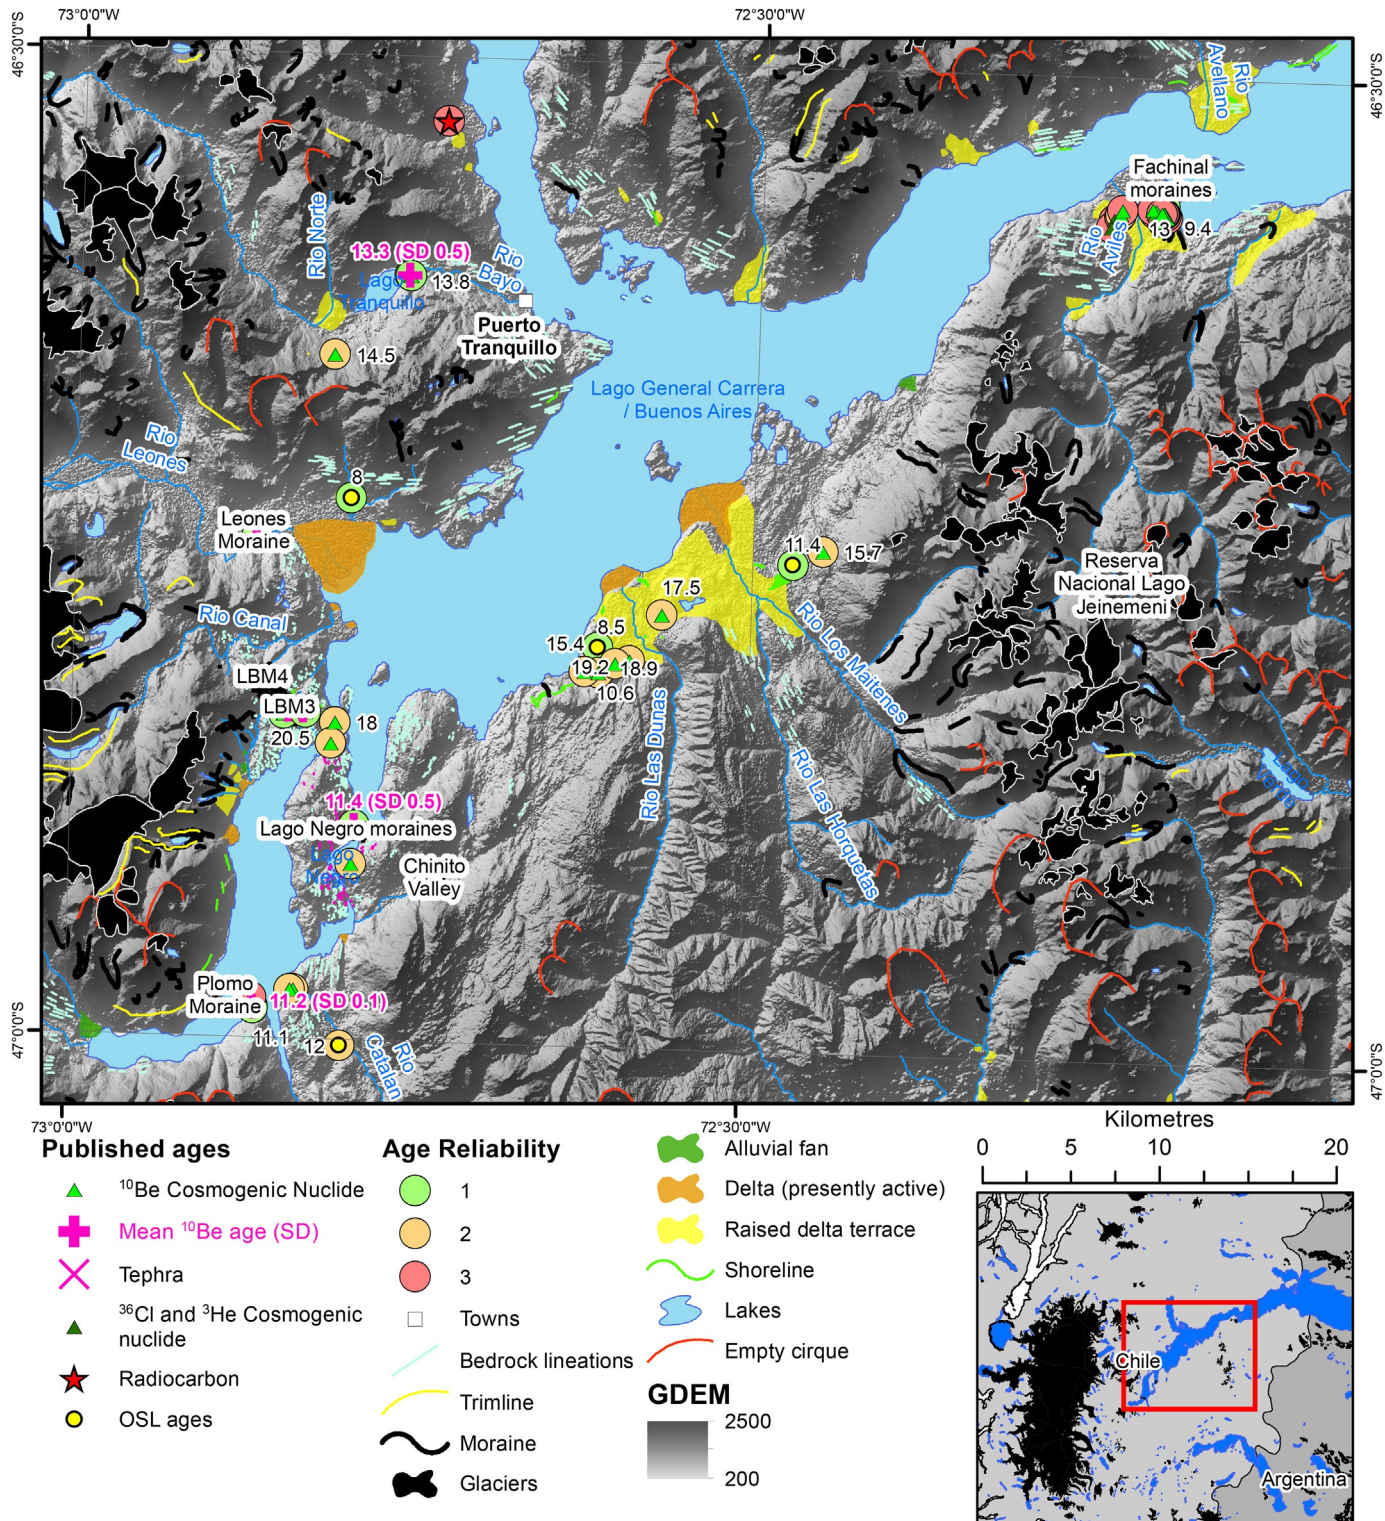 73°0'0"W
72°30'0"W
46°30'0"S
46°30'0"S
Rio
Avellano
Fachinal
moraines
13
9.4
Rio
Aviles
Rio Norte
13.3 (SD 0.5)
Rio
Bayo
13.8
Lago
Tranquillo
Puerto
Tranquillo
14.5
Lago General Carrera
/ Buenos Aires
Rio
Leones
8
Leones
Moraine
11.4
15.7
Reserva
Nacional Lago
Jeinemeni
17.5
Rio Canal
8.5
15.4
19.2
18.9
10.6
Rio Los Maitenes
LBM4
LBM3
20.5
18
Rio Las Dunas
Rio Las Horquetas
Lago
Verde
11.4 (SD 0.5)
Lago Negro moraines
Lago
Negro
Chinito
Valley
Plomo
Moraine
11.2 (SD 0.1)
11.1
12
Rio
Catalan
47°0'0"S
47°0'0"S
73°0'0"W
72°30'0"W
Kilometres
0 5 10 20
Published ages
10Be Cosmogenic Nuclide
Mean 10Be age (SD)
Tephra
36Cl and 3He Cosmogenic
nuclide
Radiocarbon
OSL ages
Age Reliability
1
2
3
Towns
Bedrock lineations
Trimline
Moraine
Glaciers
Alluvial fan
Delta (presently active)
Raised delta terrace
Shoreline
Lakes
Empty cirque
GDEM
2500
200
Chile
Argentina